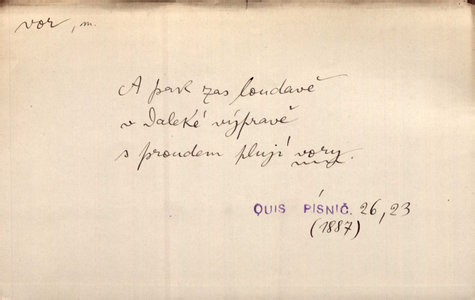 vor, m.
A pak zas loudavě
v daleké výpravě
s proudem plují vory.
QUIS PÍSNIČ. 26, 23
(1887)